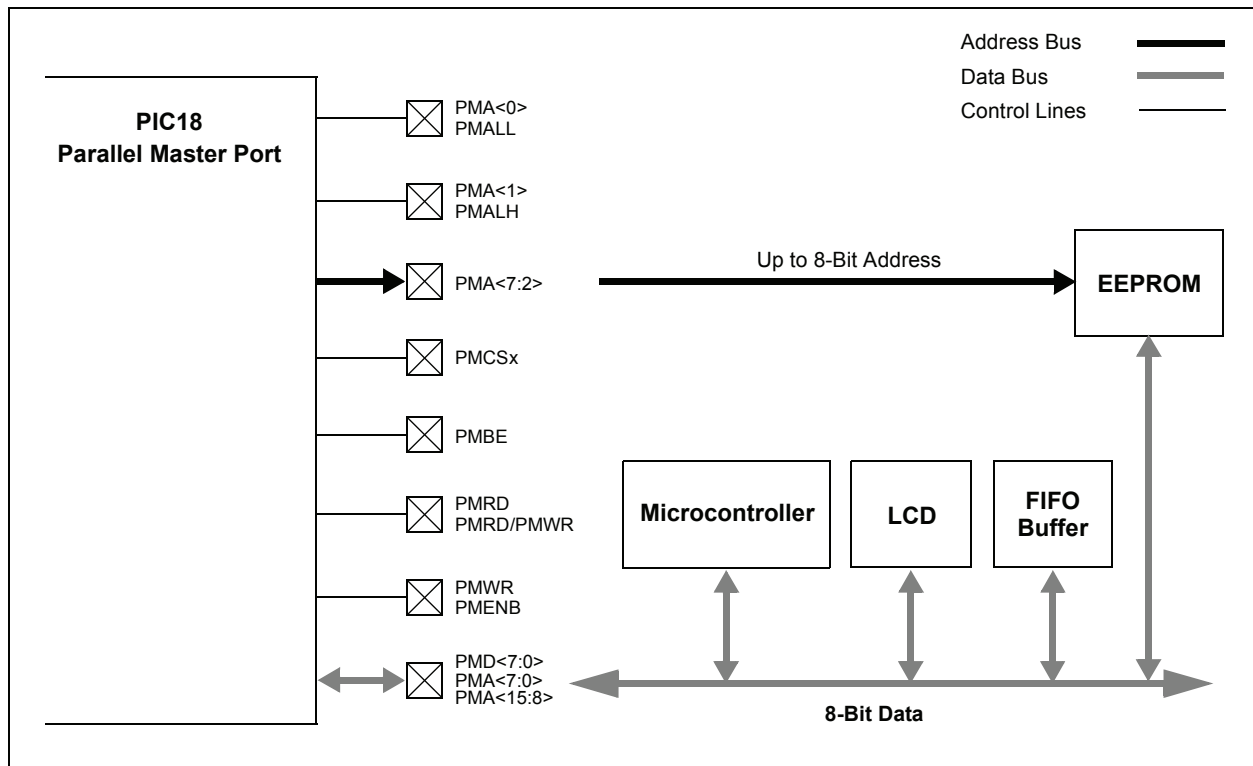 Address Bus
Data Bus
Control Lines
PIC18
Parallel Master Port
PMA<0>
PMALL
PMA<1>
PMALH
PMA<7:2>
Up to 8-Bit Address
EEPROM
PMCSx
PMBE
PMRD
PMRD/PMWR
Microcontroller
LCD
FIFO
Buffer
PMWR
PMENB
PMD<7:0>
PMA<7:0>
PMA<15:8>
8-Bit Data